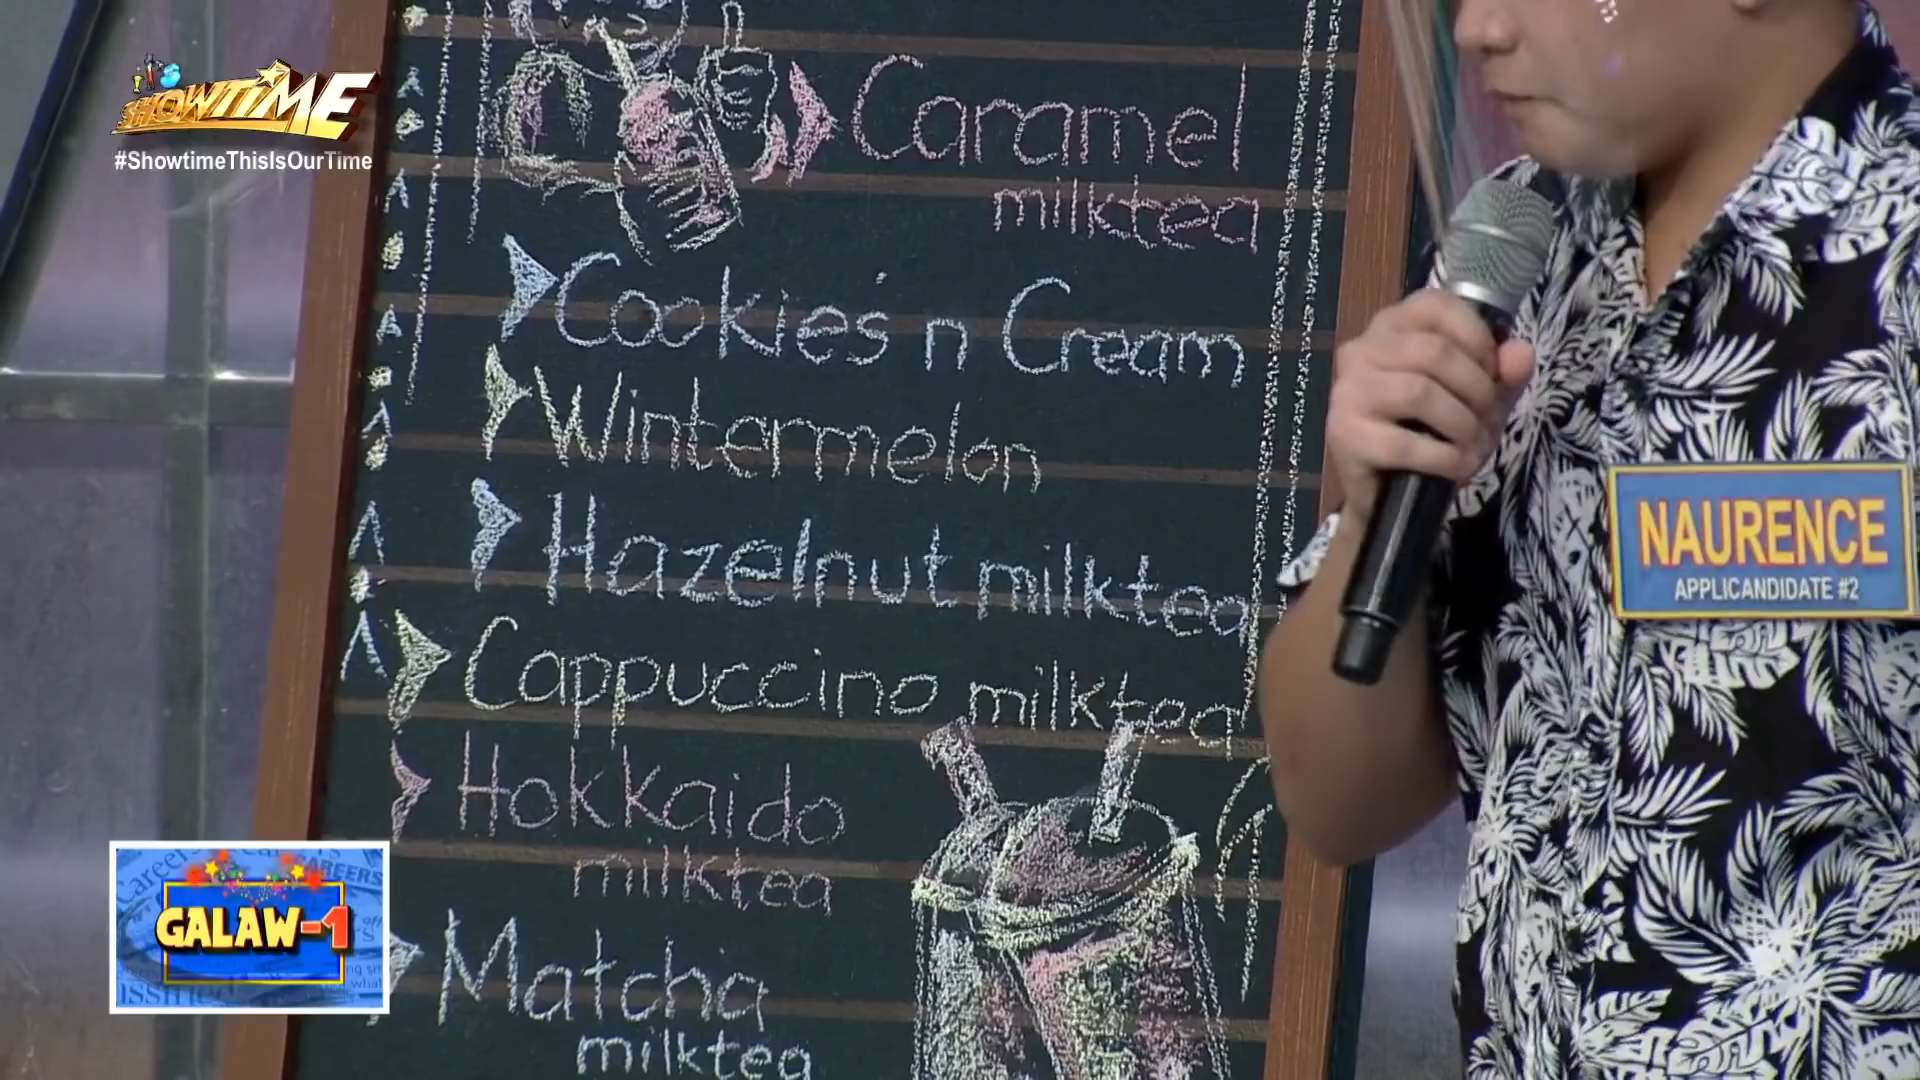 SHOWTIME
#ShowtimeThisIsOurTime
Caramel
milktea
Cookies 'n Cream
Wintermelon
Hazelnut milktea
Cappuccino milktea
Hokkaido
milktea
Matcha
milktea
NAURENCE
APPLICANDIDATE #2
CAREERS
GALAW-1